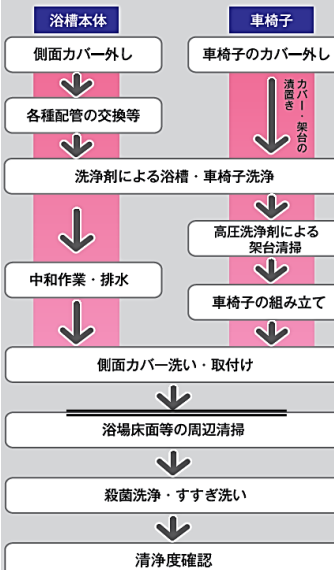 浴槽本体
車椅子
側面カバー外し
車椅子のカバー外し
カバー・架台の
漬置き
各種配管の交換等
洗浄剤による浴槽・車椅子洗浄
高圧洗浄剤による
架台清掃
中和作業・排水
車椅子の組み立て
側面カバー洗い・取付け
浴場床面等の周辺清掃
殺菌洗浄・すすぎ洗い
清浄度確認